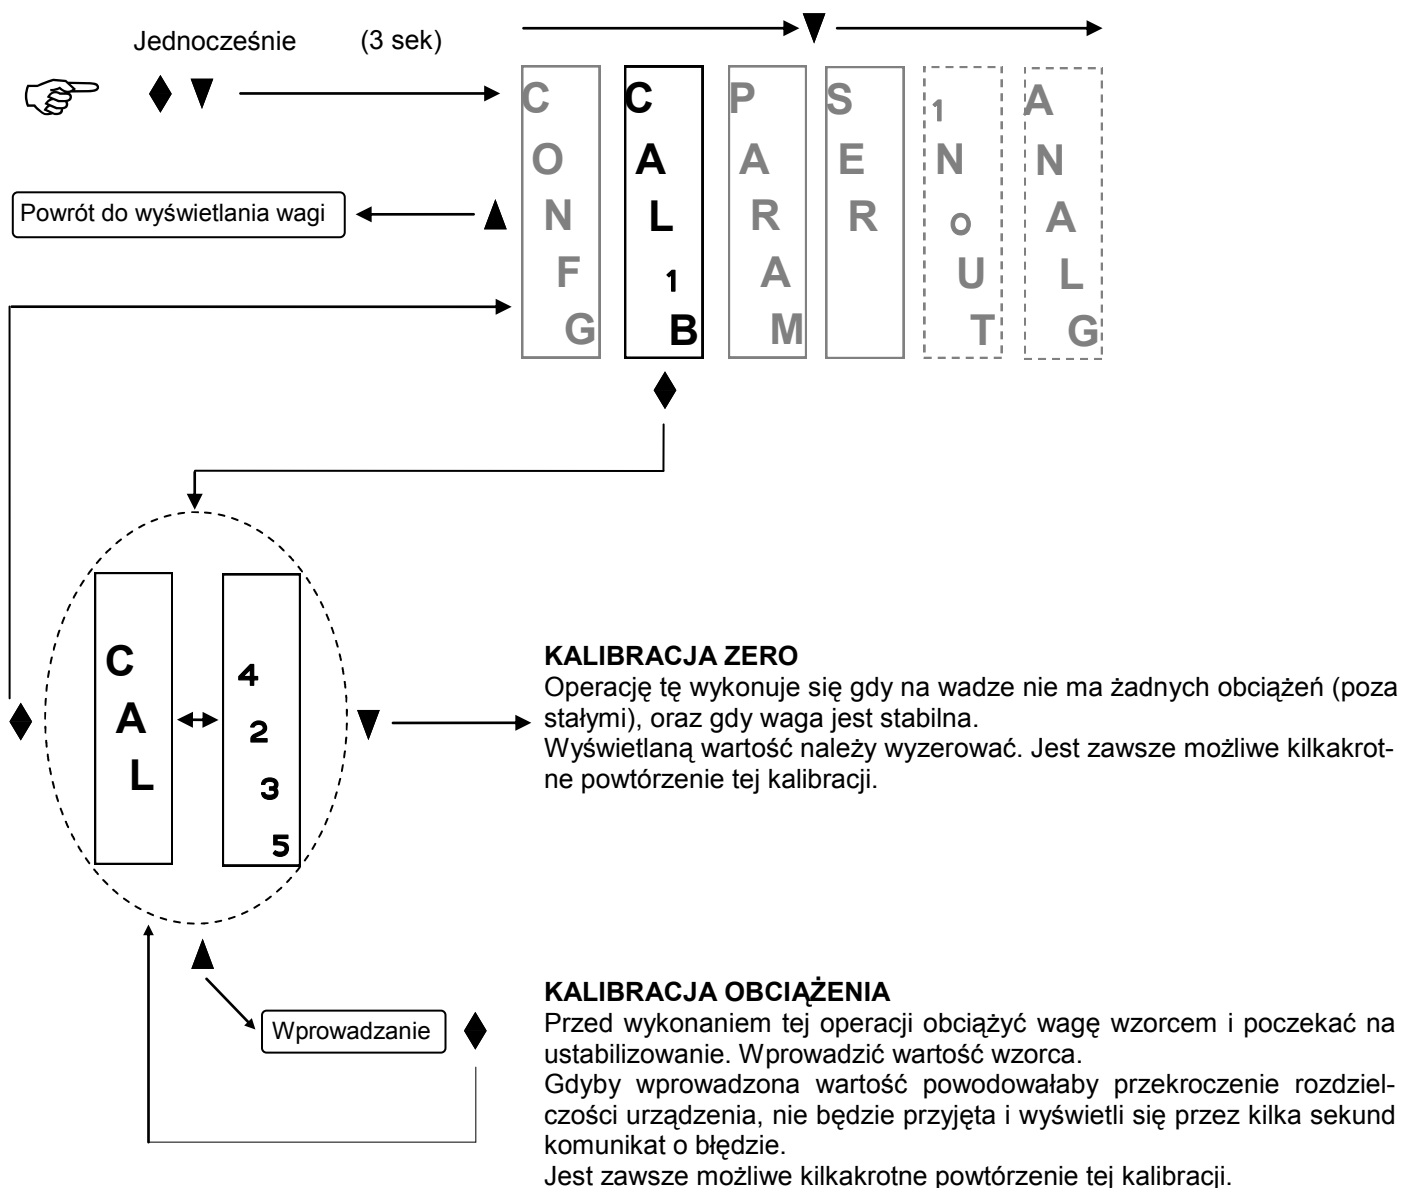 Jednocześnie (3 sek)
CONFG
CALIB
PARAM
SER
1NoUT
ANALG
Powrót do wyświetlania wagi
CAL
4235
KALIBRACJA ZERO
Operację tę wykonuje się gdy na wadze nie ma żadnych obciążeń (poza
stałymi), oraz gdy waga jest stabilna.
Wyświetlaną wartość należy wyzerować. Jest zawsze możliwe kilkakrot-
ne powtórzenie tej kalibracji.
Wprowadzanie
KALIBRACJA OBCIĄŻENIA
Przed wykonaniem tej operacji obciążyć wagę wzorcem i poczekać na
ustabilizowanie. Wprowadzić wartość wzorca.
Gdyby wprowadzona wartość powodowałaby przekroczenie rozdziel-
czości urządzenia, nie będzie przyjęta i wyświetli się przez kilka sekund
komunikat o błędzie.
Jest zawsze możliwe kilkakrotne powtórzenie tej kalibracji.